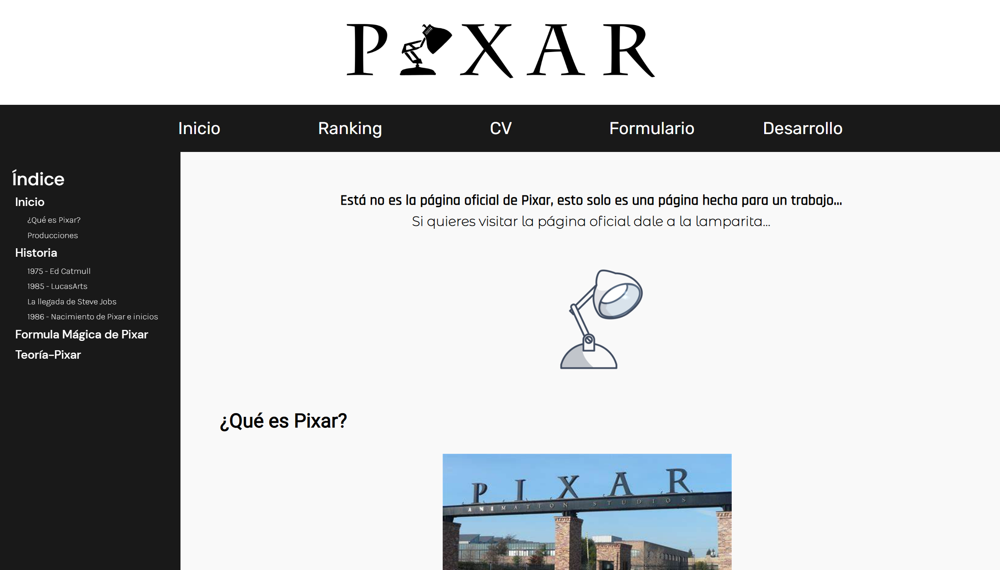 PIXAR
Inicio Ranking CV Formulario Desarrollo
Índice
Inicio
¿Qué es Pixar?
Producciones
Historia
1975 - Ed Catmull
1985 - LucasArts
La llegada de Steve Jobs
1986 - Nacimiento de Pixar e inicios
Formula Mágica de Pixar
Teoría-Pixar
Está no es la página oficial de Pixar, esto solo es una página hecha para un trabajo...
Si quieres visitar la página oficial dale a la lamparita...
¿Qué es Pixar?
PIXAR
ANIMATION STUDIOS